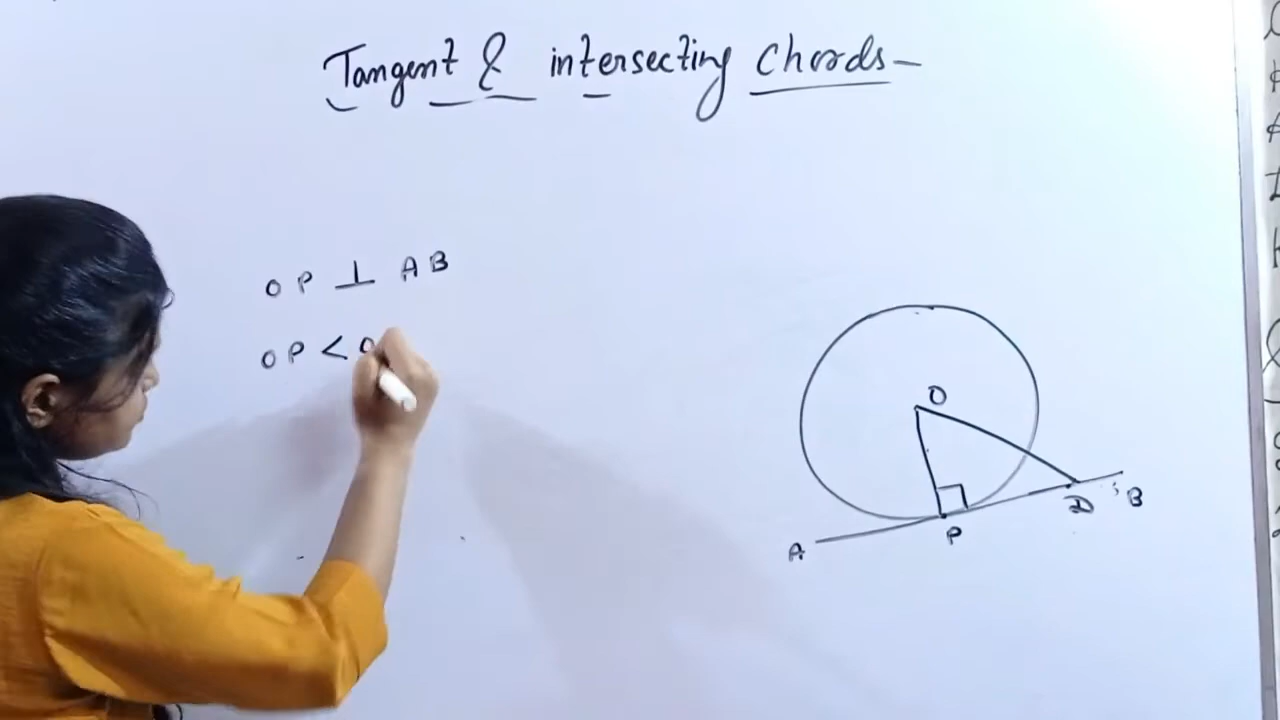 Tangent & intersecting Chords-
OP ⊥ AB
OP < O
O
A
P
D
B